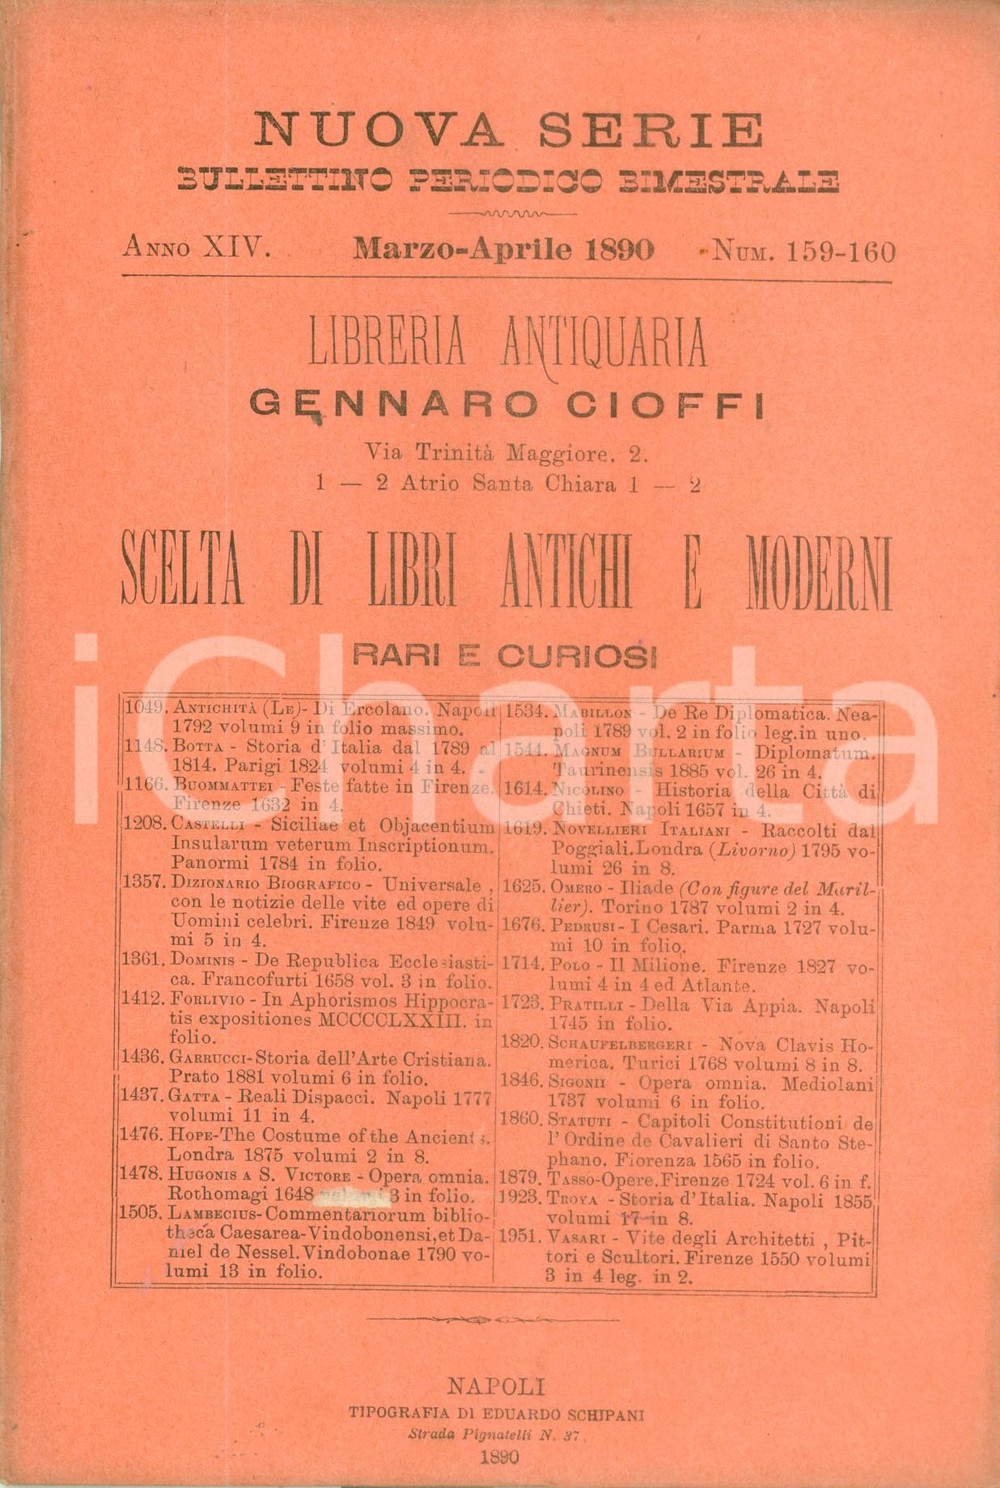 NUOVA SERIE
BULLETTINO PERIODICO BIMESTRALE
ANNO XIV. Marzo-Aprile 1890 NUM. 159-160
LIBRERIA ANTIQUARIA
GENNARO CIOFFI
Via Trinità Maggiore. 2.
1 — 2 Atrio Santa Chiara 1 — 2
SCELTA DI LIBRI ANTICHI E MODERNI
RARI E CURIOSI
iCharta
1049. ANTICHITÀ (LE)- Di Ercolano. Napoli
1792 volumi 9 in folio massimo.
1148. BOTTA - Storia d'Italia dal 1789 al
1814. Parigi 1824 volumi 4 in 4.
1166. BUOMMATTEI - Feste fatte in Firenze.
Firenze 1632 in 4.
1208. CASTELLI - Siciliae et Objacentium
Insularum veterum Inscriptionum.
Panormi 1784 in folio.
1357. DIZIONARIO BIOGRAFICO - Universale,
con le notizie delle vite ed opere di
Uomini celebri. Firenze 1849 volu-
mi 5 in 4.
1361. DOMINIS - De Republica Ecclesiasti-
ca. Francofurti 1658 vol. 3 in folio.
1412. FORLIVIO - In Aphorismos Hippocra-
tis expositiones MCCCCLXXIII. in
folio.
1436. GARRUCCI-Storia dell'Arte Cristiana.
Prato 1881 volumi 6 in folio.
1437. GATTA - Reali Dispacci. Napoli 1777
volumi 11 in 4.
1476. HOPE-The Costume of the Ancients.
Londra 1875 volumi 2 in 8.
1478. HUGONIS A S. VICTORE - Opera omnia.
Rothomagi 1648 3 in folio.
1505. LAMBECIUS-Commentariorum biblio-
theca Caesarea-Vindobonensi, et Da-
niel de Nessel. Vindobonae 1790 vo-
lumi 13 in folio.
1534. MABILLON - De Re Diplomatica. Nea-
poli 1789 vol. 2 in folio leg. in uno.
1544. MAGNUM BULLARIUM - Diplomatum.
Taurinensis 1885 vol. 26 in 4.
1614. NICOLINO - Historia della Città di
Chieti. Napoli 1657 in 4.
1619. NOVELLIERI ITALIANI - Raccolti dal
Poggiali. Londra (Livorno) 1795 vo-
lumi 26 in 8.
1625. OMERO - Iliade (Con figure del Maril-
lier). Torino 1787 volumi 2 in 4.
1676. PEDRUSI - I Cesari. Parma 1727 volu-
mi 10 in folio.
1714. POLO - Il Milione. Firenze 1827 vo-
lumi 4 in 4 ed Atlante.
1723. PRATILLI - Della Via Appia. Napoli
1745 in folio.
1820. SCHAUFELBERGERI - Nova Clavis Ho-
merica. Turici 1768 volumi 8 in 8.
1846. SIGONII - Opera omnia. Mediolani
1737 volumi 6 in folio.
1860. STATUTI - Capitoli Constitutioni de
l'Ordine de Cavalieri di Santo Ste-
phano. Fiorenza 1565 in folio.
1879. TASSO-Opere. Firenze 1724 vol. 6 in f.
1923. TROYA - Storia d'Italia. Napoli 1855
volumi 17 in 8.
1951. VASARI - Vite degli Architetti, Pit-
tori e Scultori. Firenze 1550 volumi
3 in 4 leg. in 2.
NAPOLI
TIPOGRAFIA DI EDUARDO SCHIPANI
Strada Pignatelli N. 37.
1890